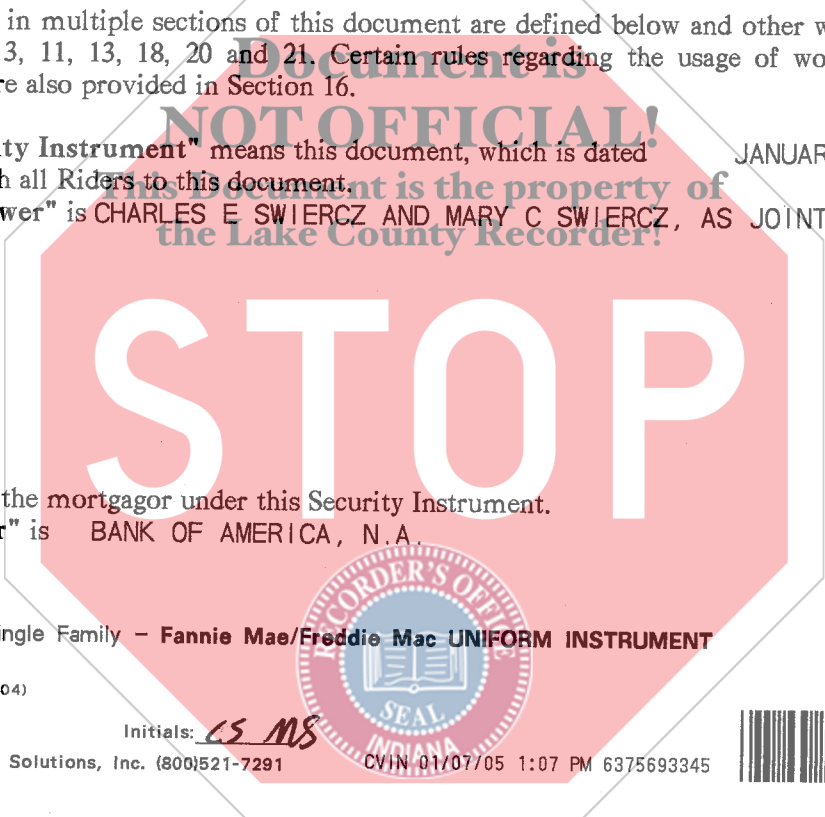 in multiple sections of this document are defined below and other w
3, 11, 13, 18, 20 and 21. Certain rules regarding the usage of wo
re also provided in Section 16.
Document is
NOT OFFICIAL!
This Document is the property of
the Lake County Recorder!
ty Instrument" means this document, which is dated JANUAR
h all Riders to this document.
wer" is CHARLES E SWIERCZ AND MARY C SWIERCZ, AS JOINT
STOP
the mortgagor under this Security Instrument.
r" is BANK OF AMERICA, N.A.
RECORDER'S OFFICE
SEAL
INDIANA
ingle Family – Fannie Mae/Freddie Mac UNIFORM INSTRUMENT
04)
Initials: CS MS
Solutions, Inc. (800)521-7291 CVIN 01/07/05 1:07 PM 6375693345